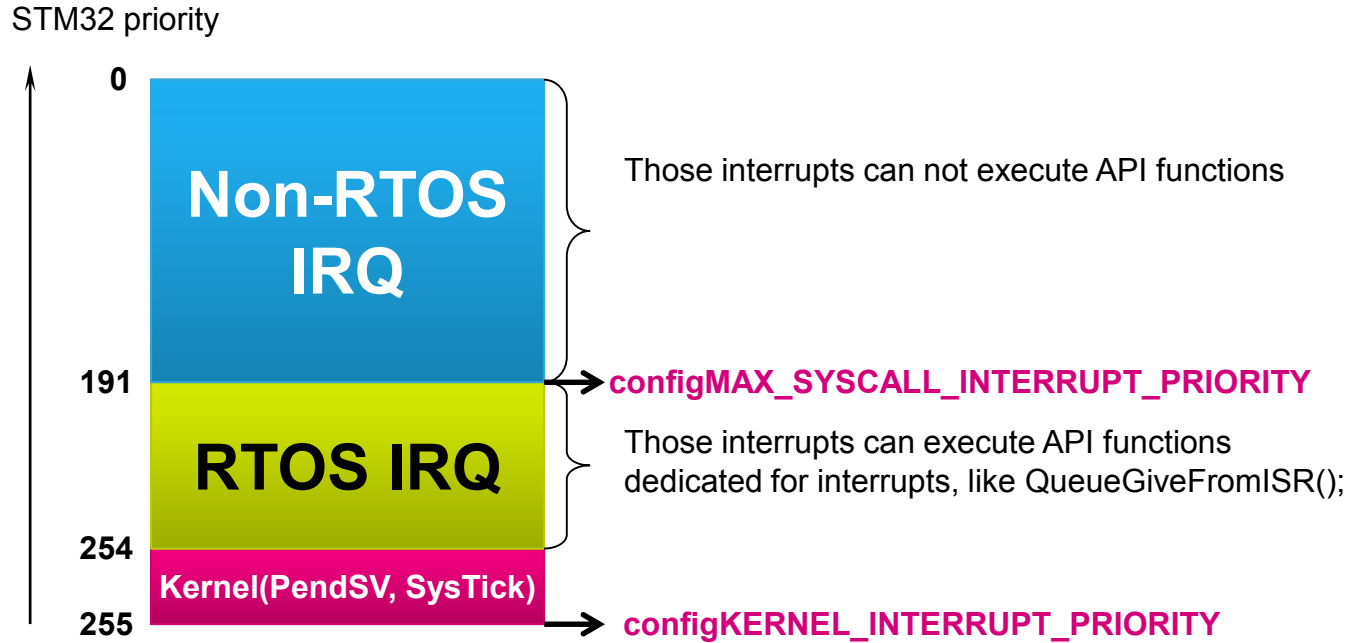 STM32 priority
0
Non-RTOS
IRQ
Those interrupts can not execute API functions
191
configMAX_SYSCALL_INTERRUPT_PRIORITY
RTOS IRQ
Those interrupts can execute API functions
dedicated for interrupts, like QueueGiveFromISR();
254
Kernel(PendSV, SysTick)
255
configKERNEL_INTERRUPT_PRIORITY